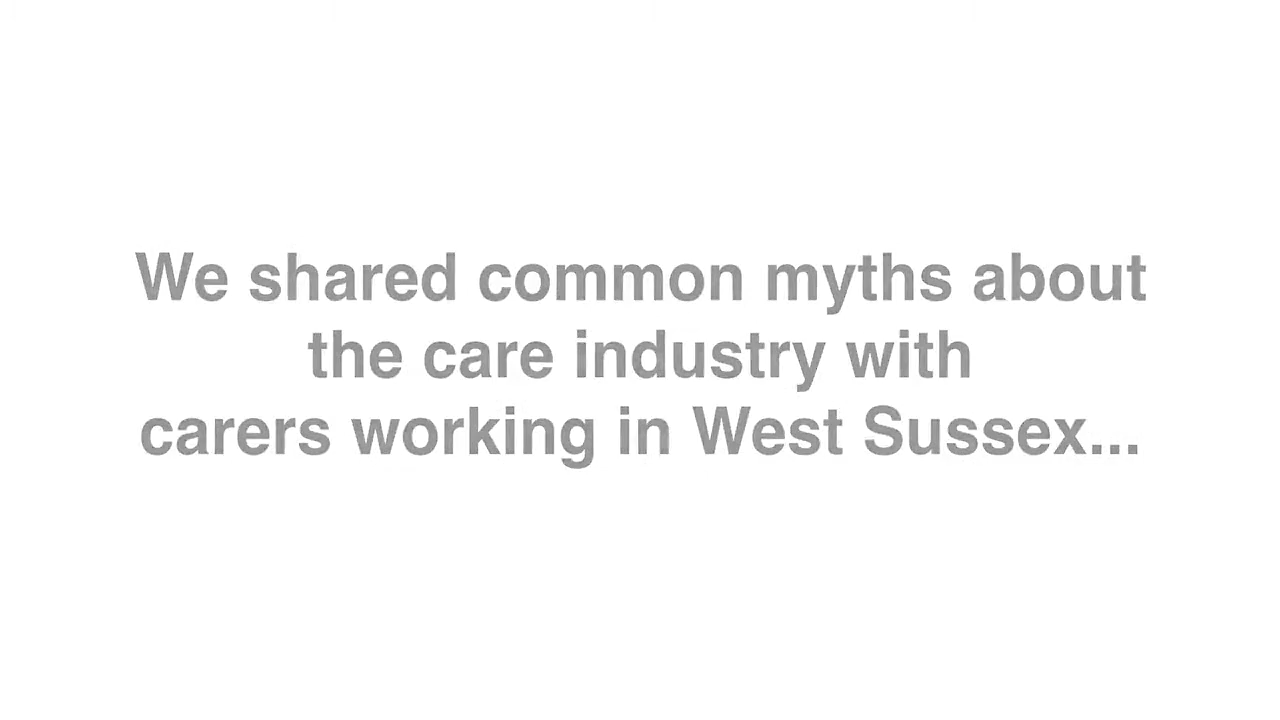 We shared common myths about
the care industry with
carers working in West Sussex...